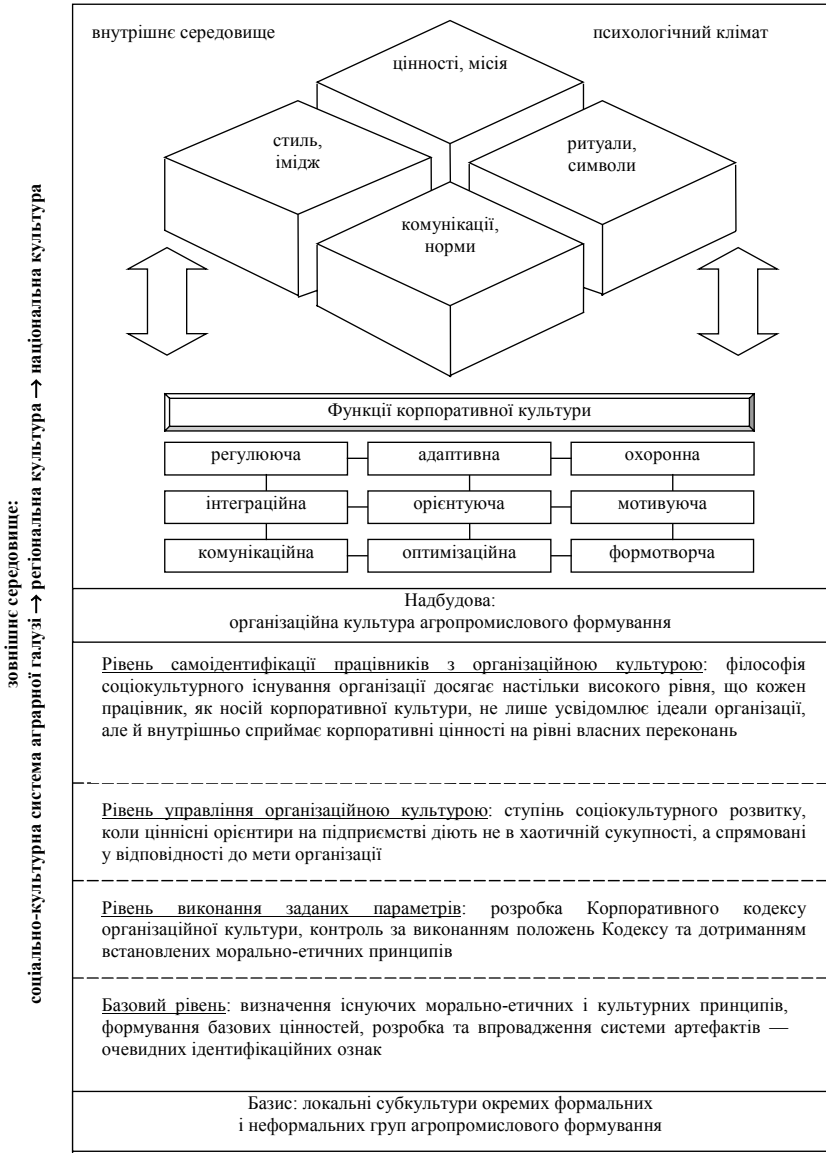 зовнішнє середовище:
соціально-культурна система аграрної галузі → регіональна культура → національна культура
внутрішнє середовище
психологічний клімат
цінності, місія
стиль,
імідж
ритуали,
символи
комунікації,
норми
Функції корпоративної культури
регулююча
адаптивна
охоронна
інтеграційна
орієнтуюча
мотивуюча
комунікаційна
оптимізаційна
формотворча
Надбудова:
організаційна культура агропромислового формування
Рівень самоідентифікації працівників з організаційною культурою: філософія
соціокультурного існування організації досягає настільки високого рівня, що кожен
працівник, як носій корпоративної культури, не лише усвідомлює ідеали організації,
але й внутрішньо сприймає корпоративні цінності на рівні власних переконань
Рівень управління організаційною культурою: ступінь соціокультурного розвитку,
коли ціннісні орієнтири на підприємстві діють не в хаотичній сукупності, а спрямовані
у відповідності до мети організації
Рівень виконання заданих параметрів: розробка Корпоративного кодексу
організаційної культури, контроль за виконанням положень Кодексу та дотриманням
встановлених морально-етичних принципів
Базовий рівень: визначення існуючих морально-етичних і культурних принципів,
формування базових цінностей, розробка та впровадження системи артефактів —
очевидних ідентифікаційних ознак
Базис: локальні субкультури окремих формальних
і неформальних груп агропромислового формування